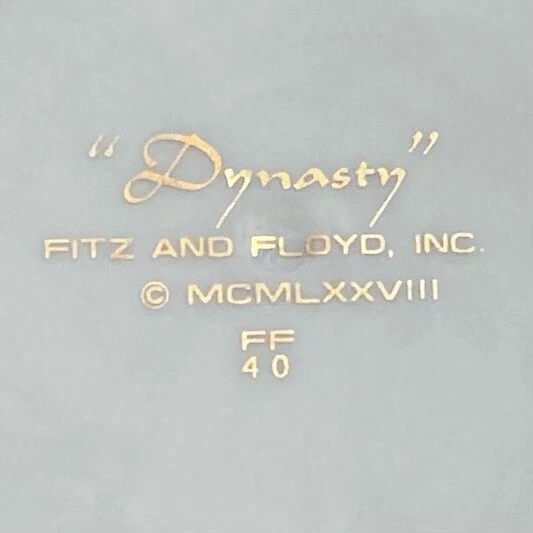 "Dynasty"
FITZ AND FLOYD, INC.
© MCMLXXVIII
FF
40